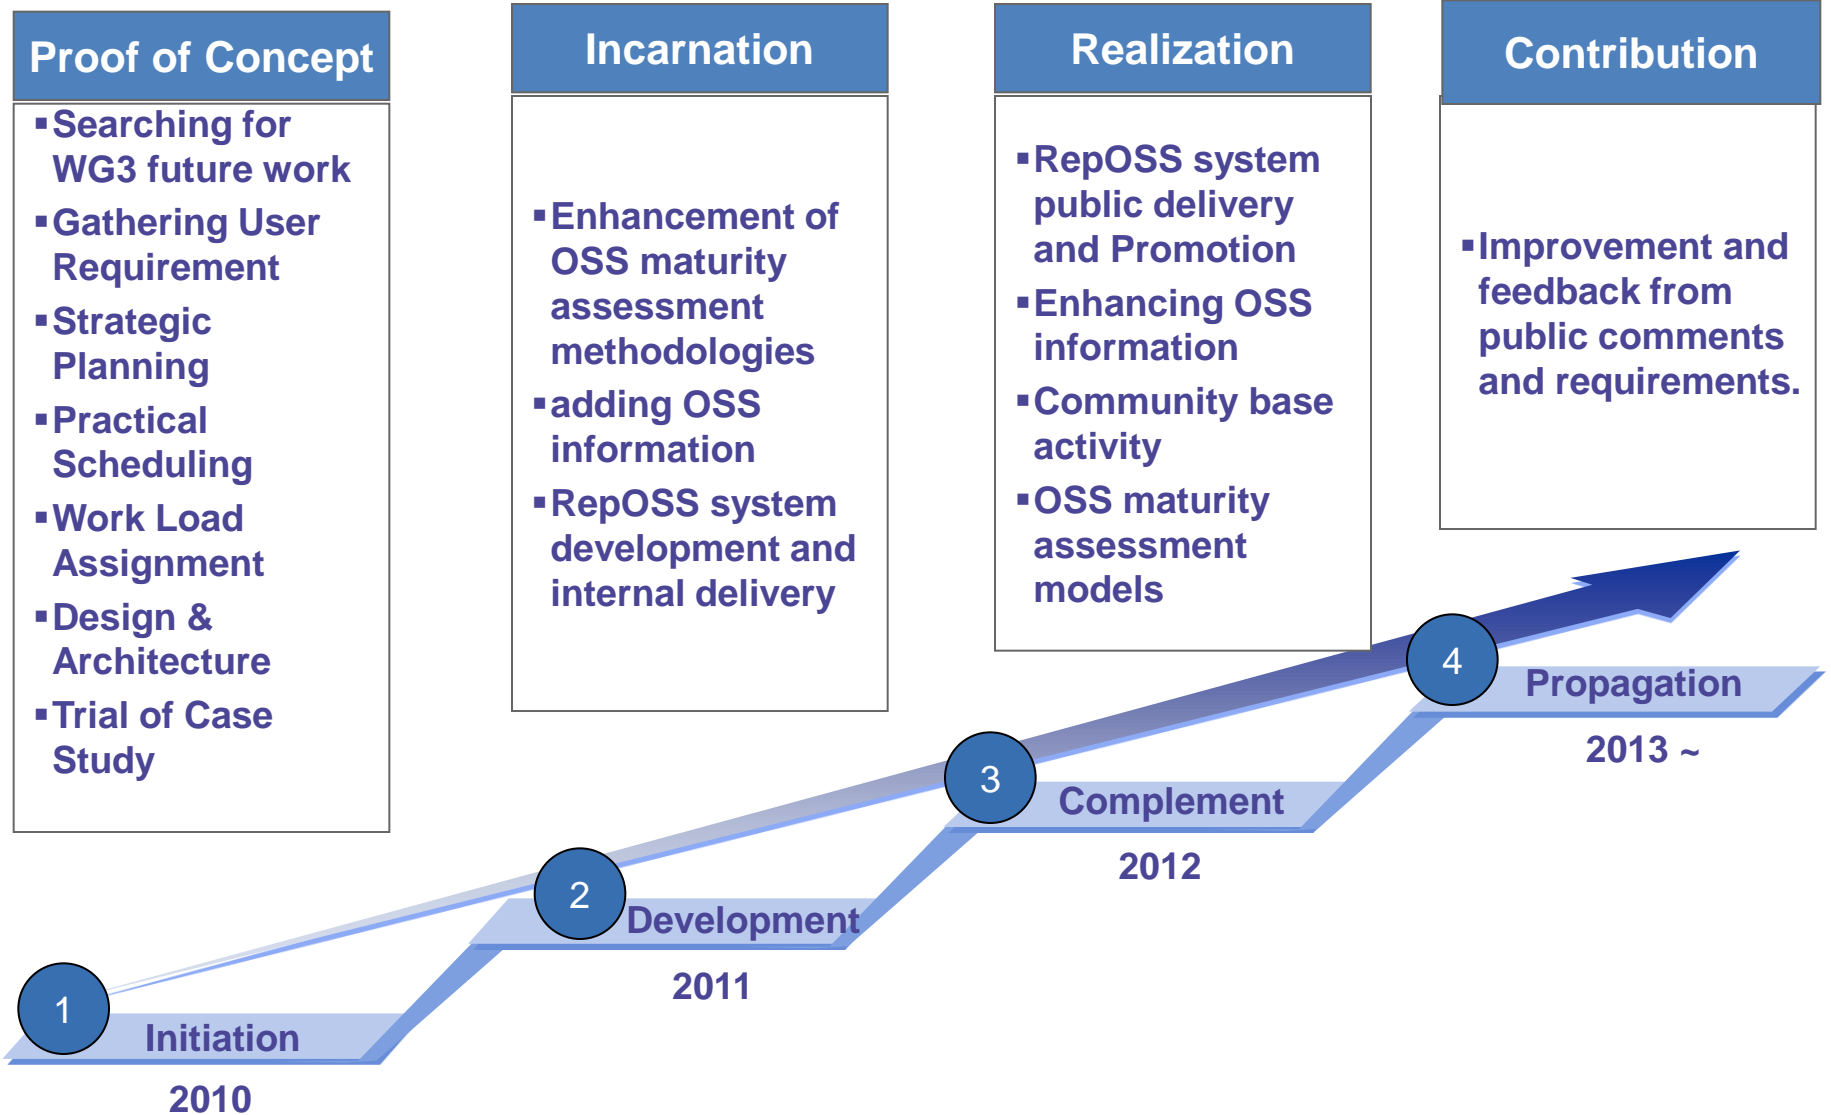 Proof of Concept
▪Searching for
WG3 future work
▪Gathering User
Requirement
▪Strategic
Planning
▪Practical
Scheduling
▪Work Load
Assignment
▪Design &
Architecture
▪Trial of Case
Study
Incarnation
▪Enhancement of
OSS maturity
assessment
methodologies
▪adding OSS
information
▪RepOSS system
development and
internal delivery
Realization
▪RepOSS system
public delivery
and Promotion
▪Enhancing OSS
information
▪Community base
activity
▪OSS maturity
assessment
models
Contribution
▪Improvement and
feedback from
public comments
and requirements.
1
Initiation
2010
2
Development
2011
3
Complement
2012
4
Propagation
2013 ~